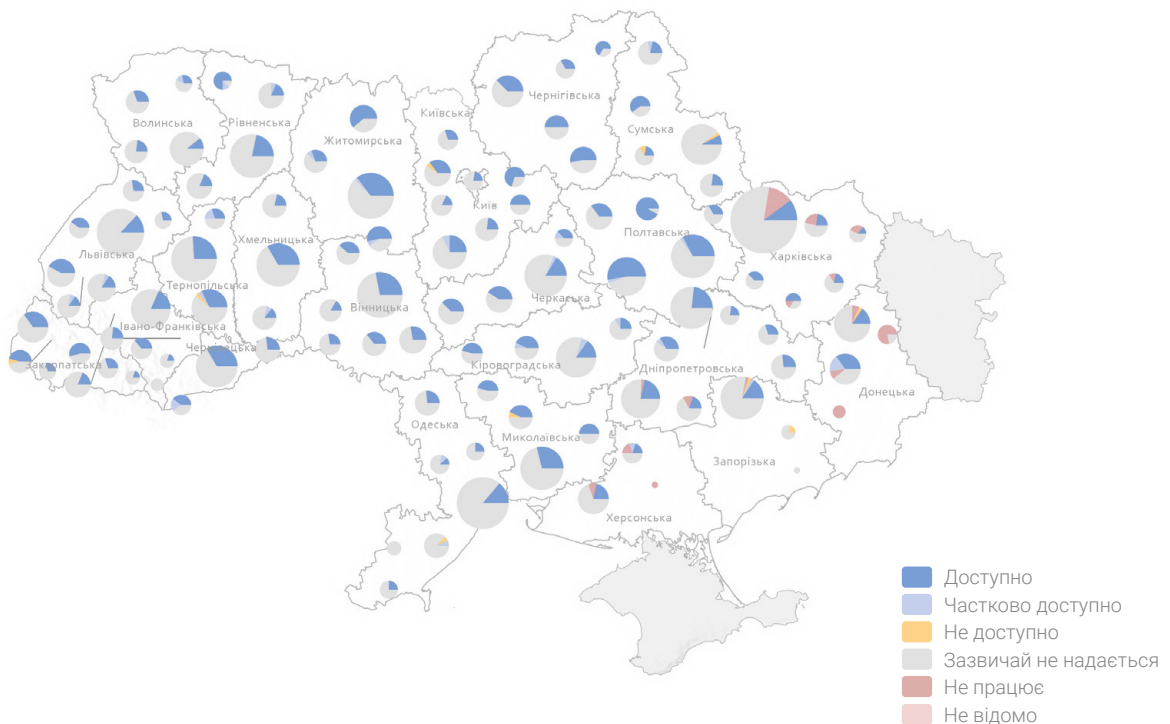 Чернігівська
Київська
Волинська
Рівненська
Сумська
Житомирська
Київ
Полтавська
Хмельницька
Львівська
Харківська
Тернопільська
Черкаська
Вінницька
Івано-Франківська
Чернівецька
Закарпатська
Кіровоградська
Дніпропетровська
Донецька
Одеська
Миколаївська
Запорізька
Херсонська
Доступно
Частково доступно
Не доступно
Зазвичай не надається
Не працює
Не відомо